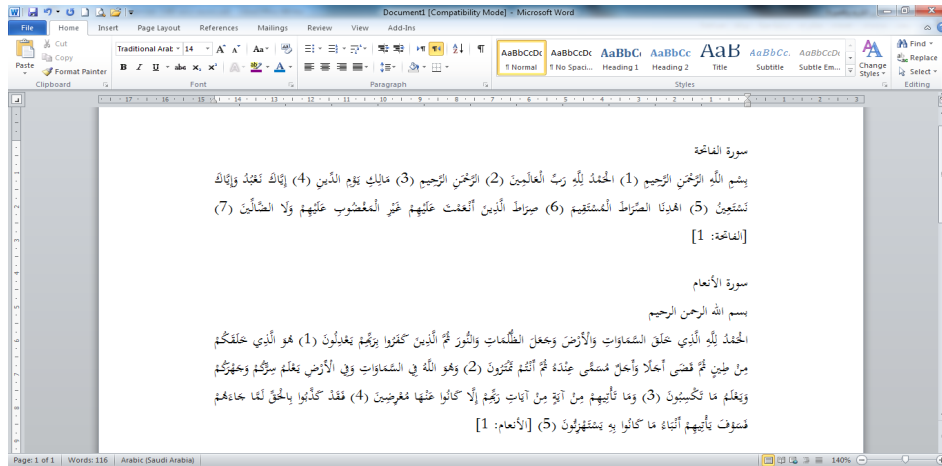 Document1 [Compatibility Mode] - Microsoft Word
File Home Insert Page Layout References Mailings Review View Add-Ins
Cut
Copy
Format Painter
Paste
Clipboard
Traditional Arab 14
Font
Paragraph
AaBbCcDc AaBbCcDc AaBbCc AaBbCc AaB AaBbCc. AaBbCcDc
¶ Normal ¶ No Spaci... Heading 1 Heading 2 Title Subtitle Subtle Em...
Change Styles
Styles
Find
Replace
Select
Editing
سورة الفاتحة
بِسْمِ اللَّهِ الرَّحْمَنِ الرَّحِيمِ (1) الْحَمْدُ لِلَّهِ رَبِّ الْعَالَمِينَ (2) الرَّحْمَنِ الرَّحِيمِ (3) مَالِكِ يَوْمِ الدِّينِ (4) إِيَّاكَ نَعْبُدُ وَإِيَّاكَ
نَسْتَعِينُ (5) اهْدِنَا الصِّرَاطَ الْمُسْتَقِيمَ (6) صِرَاطَ الَّذِينَ أَنْعَمْتَ عَلَيْهِمْ غَيْرِ الْمَغْضُوبِ عَلَيْهِمْ وَلَا الضَّالِّينَ (7)
[الفاتحة: 1]
سورة الأنعام
بسم الله الرحمن الرحيم
الْحَمْدُ لِلَّهِ الَّذِي خَلَقَ السَّمَاوَاتِ وَالْأَرْضَ وَجَعَلَ الظُّلُمَاتِ وَالنُّورَ ثُمَّ الَّذِينَ كَفَرُوا بِرَبِّهِمْ يَعْدِلُونَ (1) هُوَ الَّذِي خَلَقَكُمْ
مِنْ طِينٍ ثُمَّ قَضَى أَجَلًا وَأَجَلٌ مُسَمًّى عِنْدَهُ ثُمَّ أَنْتُمْ تَمْتَرُونَ (2) وَهُوَ اللَّهُ فِي السَّمَاوَاتِ وَفِي الْأَرْضِ يَعْلَمُ سِرَّكُمْ وَجَهْرَكُمْ
وَيَعْلَمُ مَا تَكْسِبُونَ (3) وَمَا تَأْتِيهِمْ مِنْ آيَةٍ مِنْ آيَاتِ رَبِّهِمْ إِلَّا كَانُوا عَنْهَا مُعْرِضِينَ (4) فَقَدْ كَذَّبُوا بِالْحَقِّ لَمَّا جَاءَهُمْ
فَسَوْفَ يَأْتِيهِمْ أَنْبَاءُ مَا كَانُوا بِهِ يَسْتَهْزِئُونَ (5) [الأنعام: 1]
Page: 1 of 1 Words: 116 Arabic (Saudi Arabia) 140%